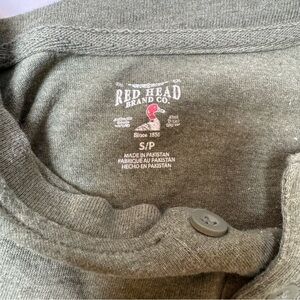 RED HEAD
BRAND CO.
Since 1856
S/P
MADE IN PAKISTAN
FABRIQUÉ AU PAKISTAN
HECHO EN PAKISTAN